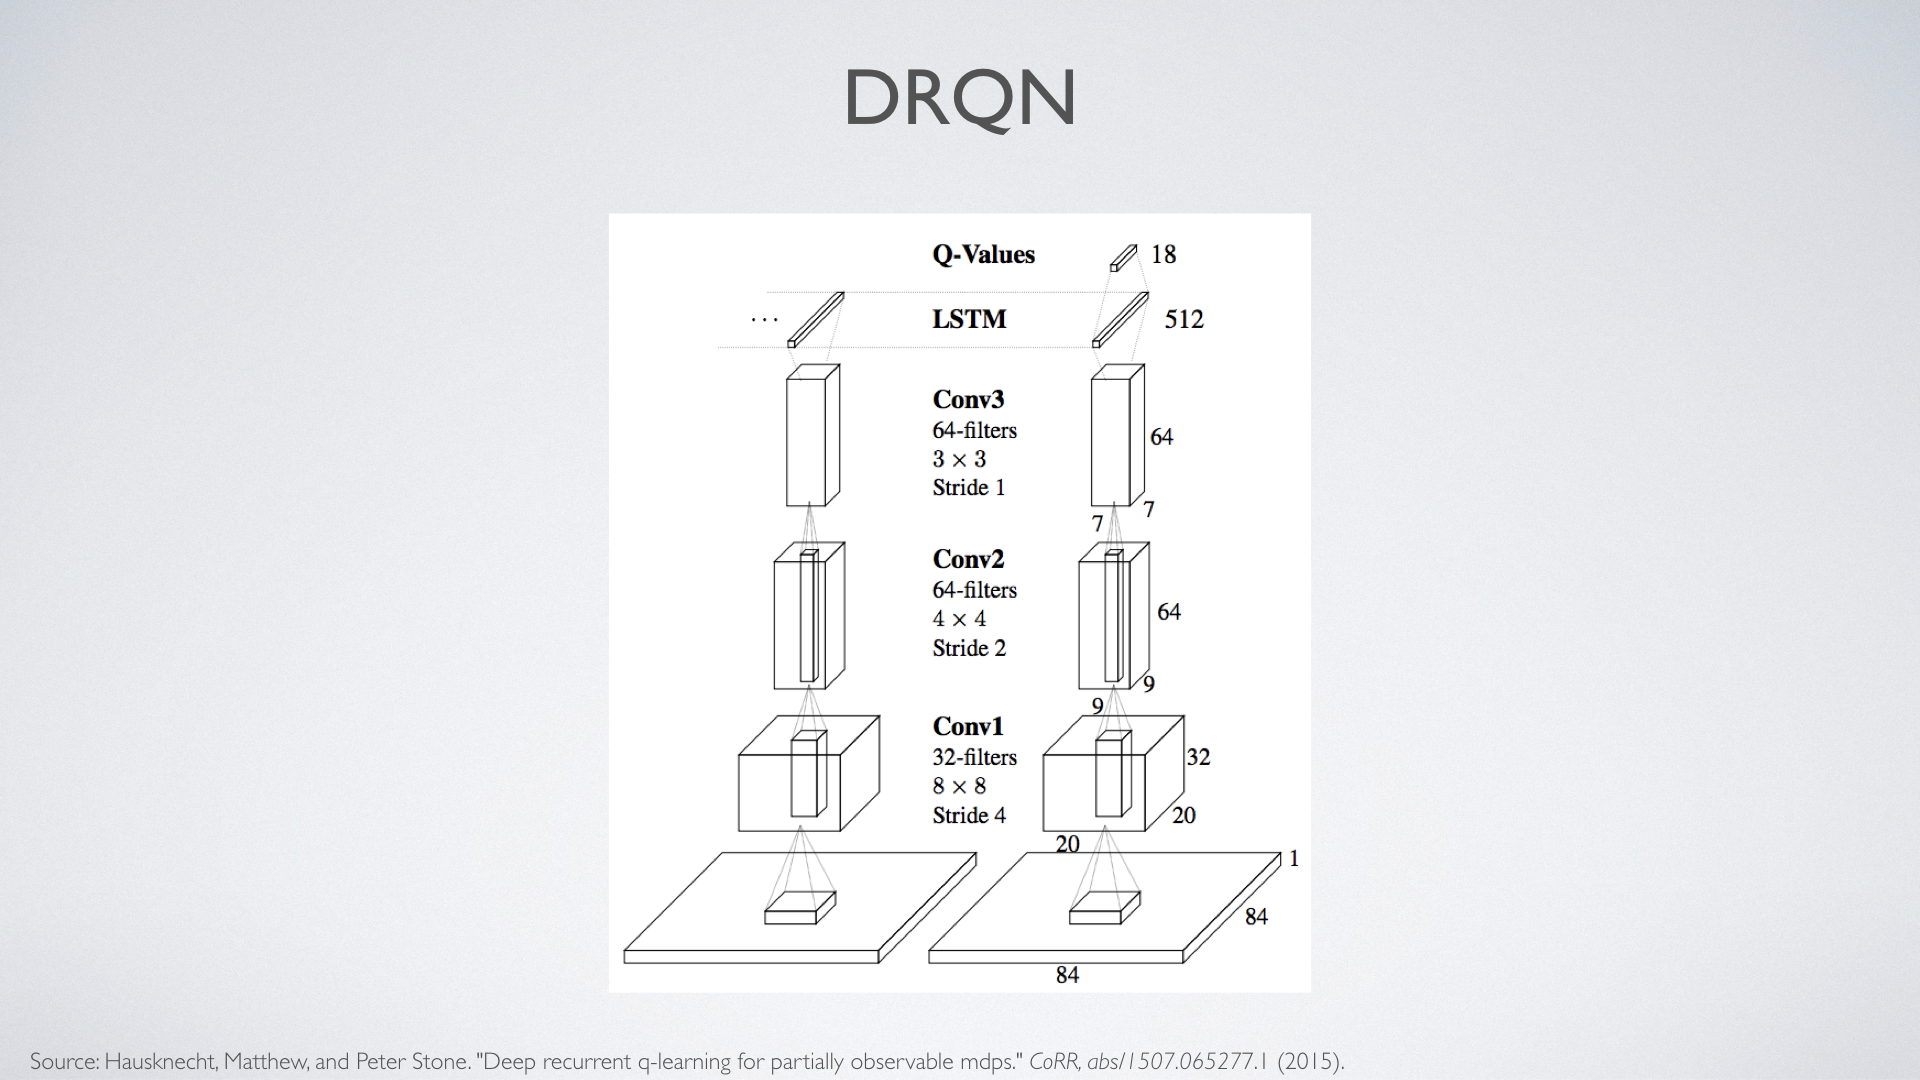 DRQN
Q-Values 18
... LSTM 512
Conv3
64-filters
3 × 3
Stride 1
64
7
7
Conv2
64-filters
4 × 4
Stride 2
64
9
9
Conv1
32-filters
8 × 8
Stride 4
32
20
20
1
84
84
Source: Hausknecht, Matthew, and Peter Stone. "Deep recurrent q-learning for partially observable mdps." CoRR, abs/1507.065277.1 (2015).